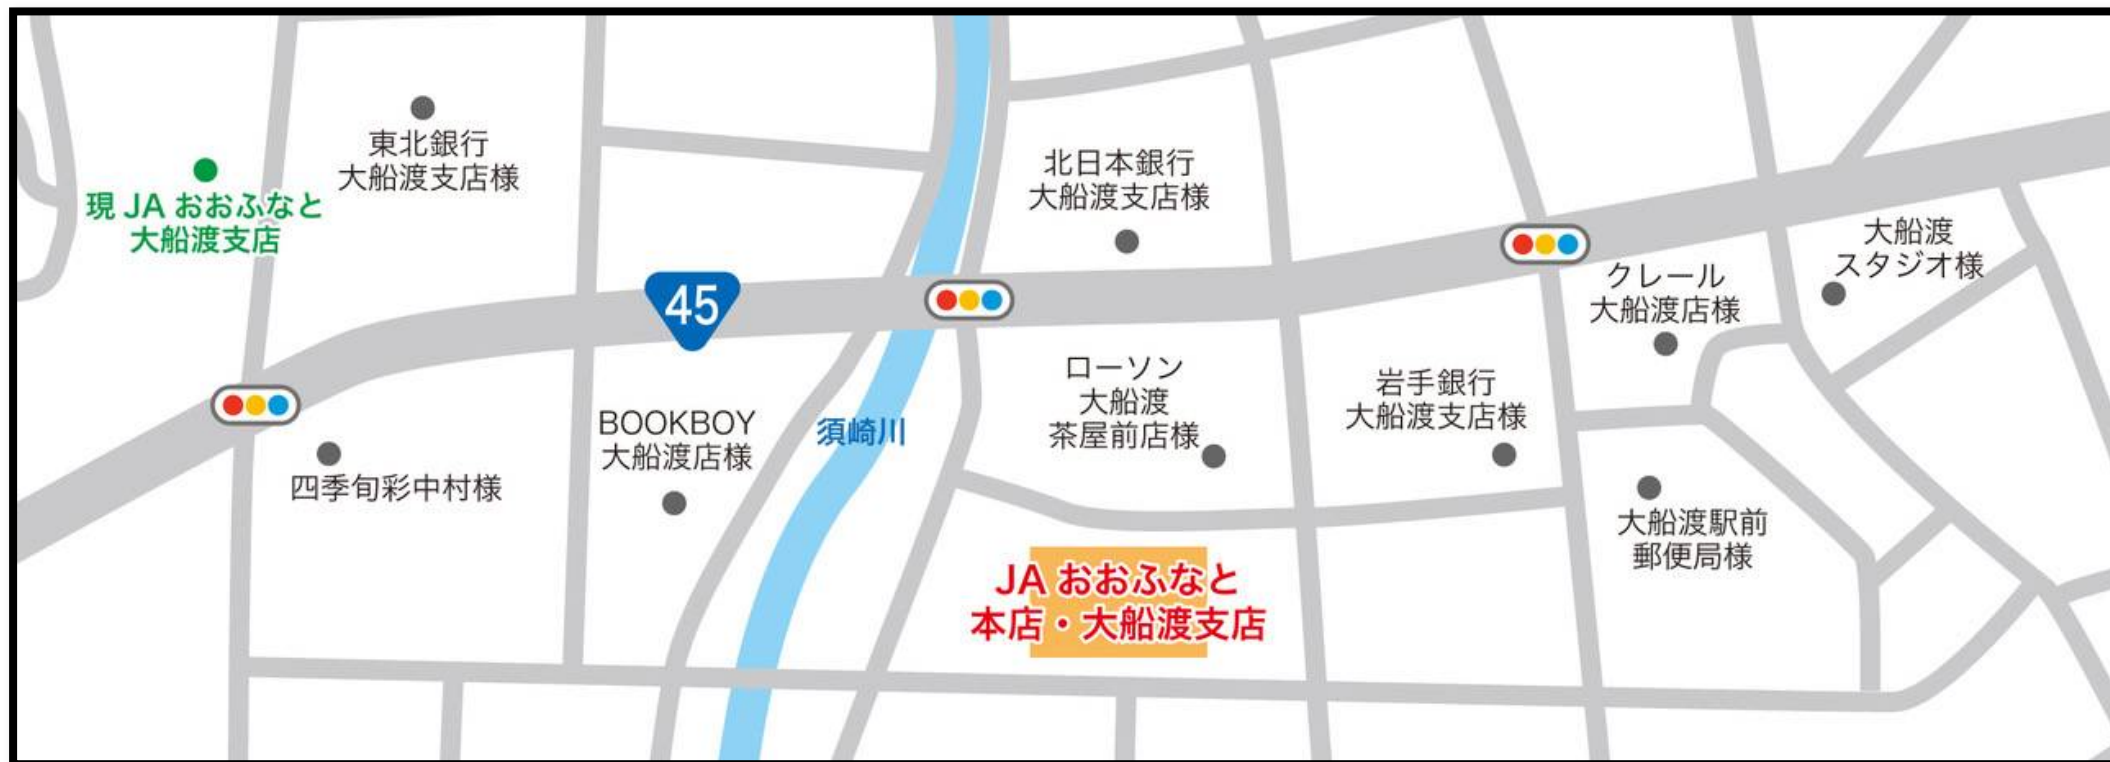 東北銀行
大船渡支店様
現 JA おおふなと
大船渡支店
北日本銀行
大船渡支店様
大船渡
スタジオ様
クレール
大船渡店様
45
ローソン
大船渡
茶屋前店様
岩手銀行
大船渡支店様
BOOKBOY
大船渡店様
須崎川
四季旬彩中村様
大船渡駅前
郵便局様
JA おおふなと
本店・大船渡支店